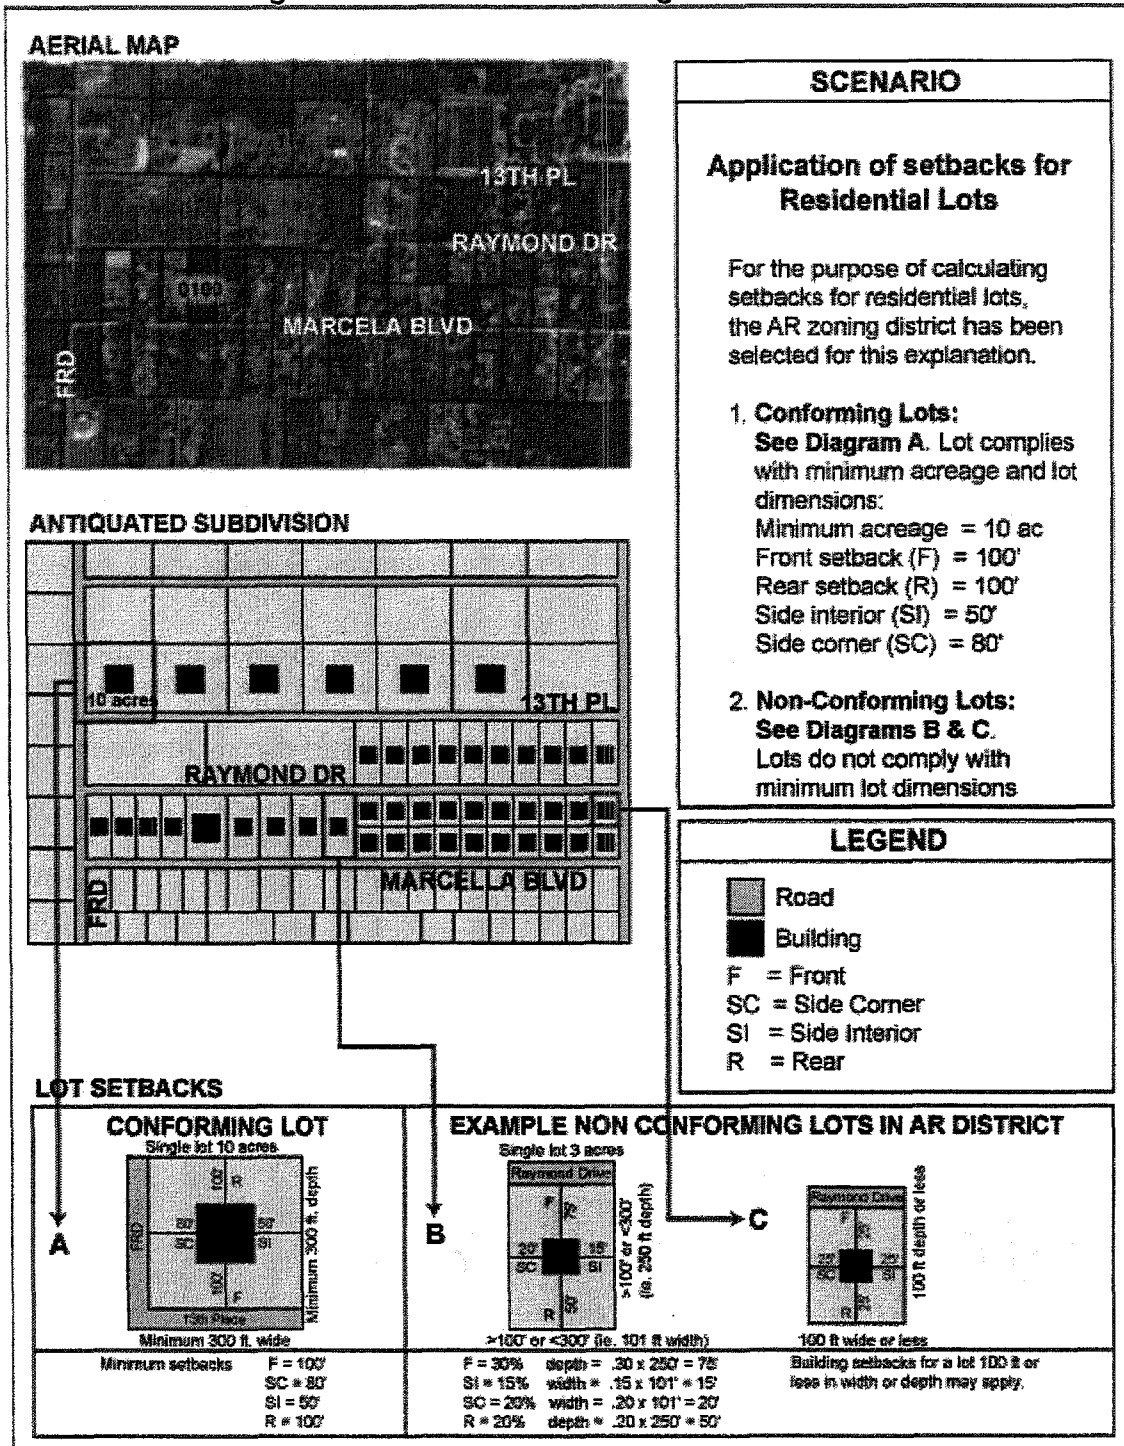 AERIAL MAP
13TH PL
RAYMOND DR
0100
MARCELA BLVD
FRD
SCENARIO
Application of setbacks for
Residential Lots
For the purpose of calculating
setbacks for residential lots,
the AR zoning district has been
selected for this explanation.
1. Conforming Lots:
See Diagram A. Lot complies
with minimum acreage and lot
dimensions:
Minimum acreage = 10 ac
Front setback (F) = 100'
Rear setback (R) = 100'
Side interior (SI) = 50'
Side corner (SC) = 80'
2. Non-Conforming Lots:
See Diagrams B & C.
Lots do not comply with
minimum lot dimensions
ANTIQUATED SUBDIVISION
10 acres
13TH PL
RAYMOND DR
MARCELLA BLVD
FRD
LEGEND
Road
Building
F = Front
SC = Side Corner
SI = Side Interior
R = Rear
LOT SETBACKS
CONFORMING LOT
Single lot 10 acres
100'
R
80'
SC
50'
SI
100'
F
FRD
13th Place
Minimum 300 ft. depth
Minimum 300 ft. wide
A
Minimum setbacks F = 100'
SC = 80'
SI = 50'
R = 100'
EXAMPLE NON CONFORMING LOTS IN AR DISTRICT
Single lot 3 acres
Raymond Drive
F
75'
20'
SC
15'
SI
R
50'
>100' or <300'
(ie. 250 ft depth)
>100' or <300' (ie. 101 ft width)
B
F = 30% depth = .30 x 250' = 75'
SI = 15% width = .15 x 101' = 15'
SC = 20% width = .20 x 101' = 20'
R = 20% depth = .20 x 250' = 50'
C
Raymond Drive
F
25'
SC
SI
R
25'
100 ft depth or less
100 ft wide or less
Building setbacks for a lot 100 ft or
less in width or depth may apply.